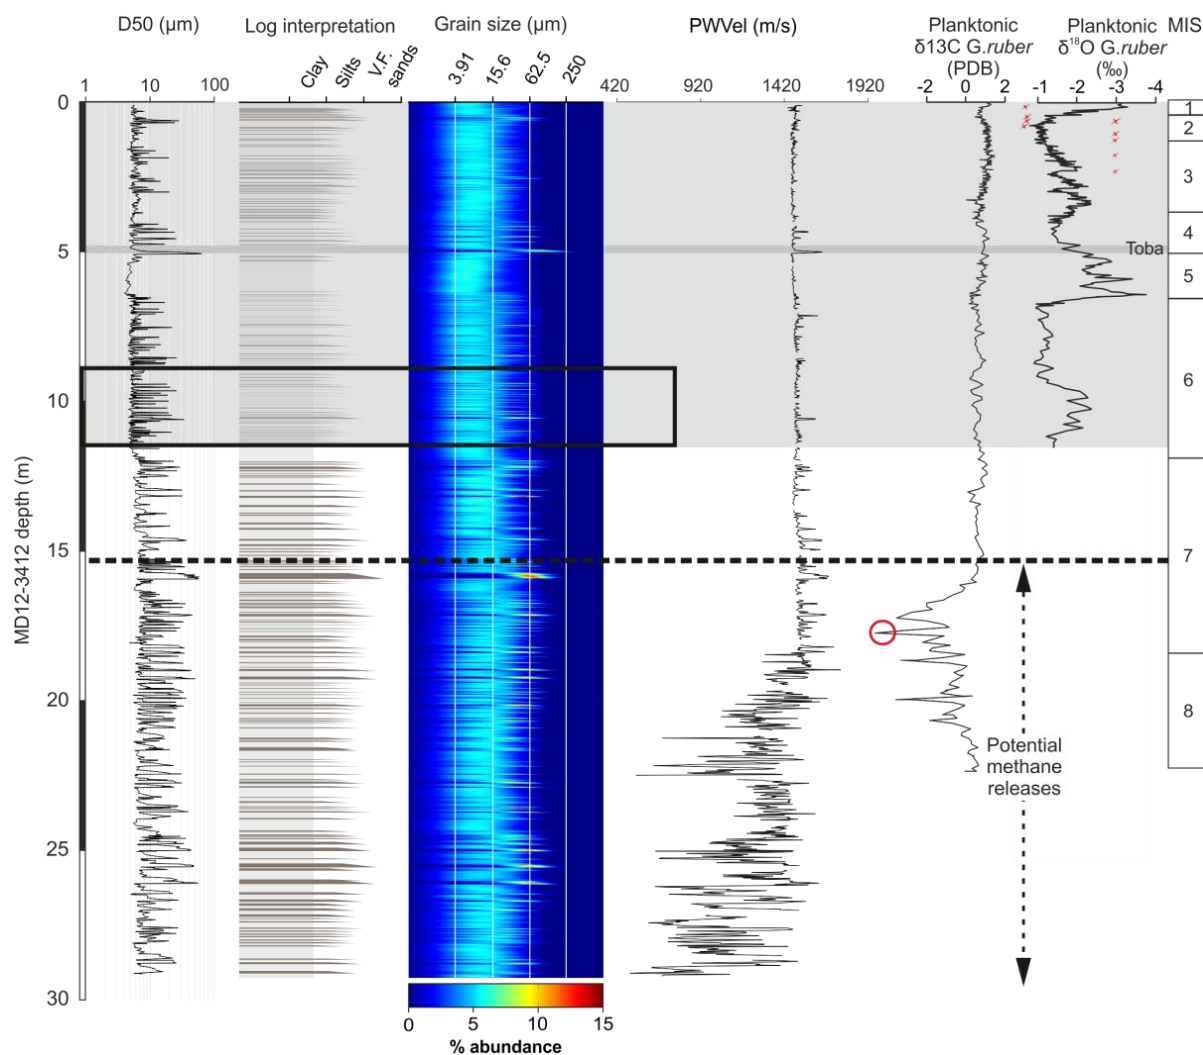 D50 (µm)
Log interpretation
Grain size (µm)
PWVel (m/s)
Planktonic
δ13C G.ruber
(PDB)
Planktonic
δ¹⁸O G.ruber
(‰)
MIS
1 10 100
Clay
Silts
V.F.
sands
3.91 15.6 62.5 250
420 920 1420 1920
-2 0 2
-1 -2 -3 -4
0
5
10
15
20
25
30
MD12-3412 depth (m)
Toba
1
2
3
4
5
6
7
8
Potential
methane
releases
0 5 10 15
% abundance